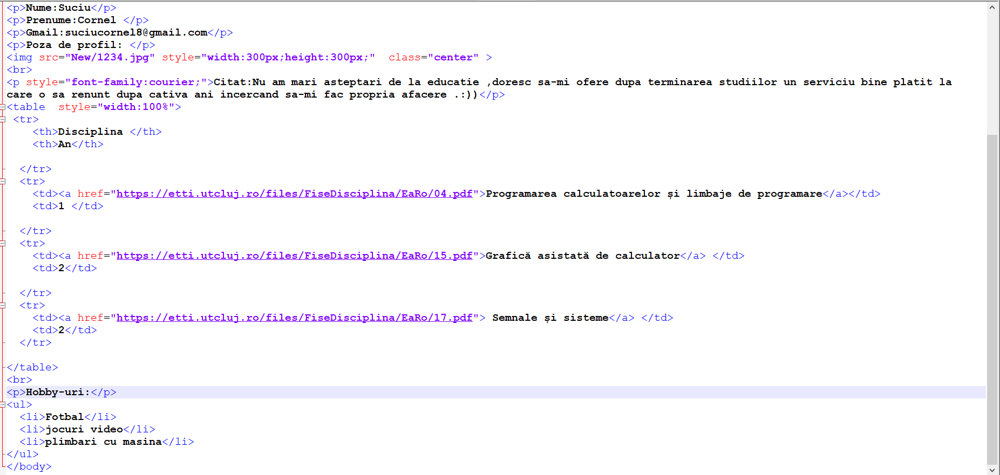 <p>Nume:Suciu</p>
<p>Prenume:Cornel </p>
<p>Gmail:suciucornel8@gmail.com</p>
<p>Poza de profil: </p>
<img src="New/1234.jpg" style="width:300px;height:300px;"  class="center" >
<br>
<p style="font-family:courier;">Citat:Nu am mari asteptari de la educatie ,doresc sa-mi ofere dupa terminarea studiilor un serviciu bine platit la
care o sa renunt dupa cativa ani incercand sa-mi fac propria afacere .:))</p>
<table  style="width:100%">
 <tr>
    <th>Disciplina </th>
    <th>An</th>
  </tr>
  <tr>
    <td><a href="https://etti.utcluj.ro/files/FiseDisciplina/EaRo/04.pdf">Programarea calculatoarelor și limbaje de programare</a></td>
    <td>1 </td>
  </tr>
  <tr>
    <td><a href="https://etti.utcluj.ro/files/FiseDisciplina/EaRo/15.pdf">Grafică asistată de calculator</a> </td>
    <td>2</td>
  </tr>
  <tr>
    <td><a href="https://etti.utcluj.ro/files/FiseDisciplina/EaRo/17.pdf"> Semnale și sisteme</a> </td>
    <td>2</td>
  </tr>
</table>
<br>
<p>Hobby-uri:</p>
<ul>
  <li>Fotbal</li>
  <li>jocuri video</li>
  <li>plimbari cu masina</li>
</ul>
</body>